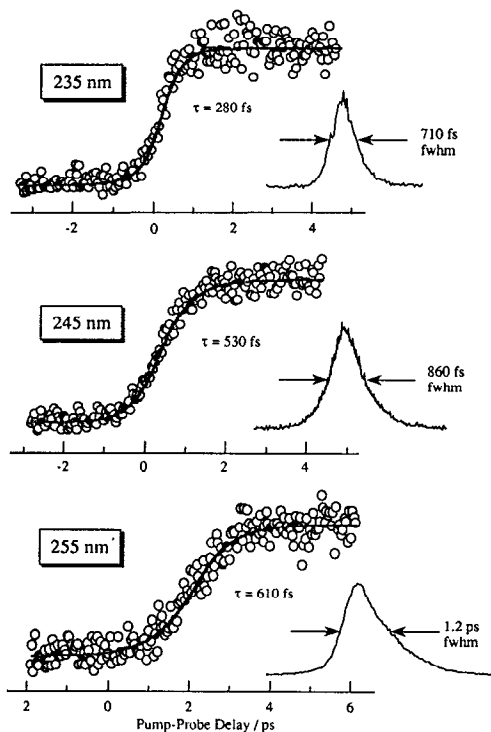 235 nm
τ = 280 fs
710 fs
fwhm
-2 0 2 4
245 nm
τ = 530 fs
860 fs
fwhm
-2 0 2 4
255 nm
τ = 610 fs
1.2 ps
fwhm
2 0 2 4 6
Pump-Probe Delay / ps